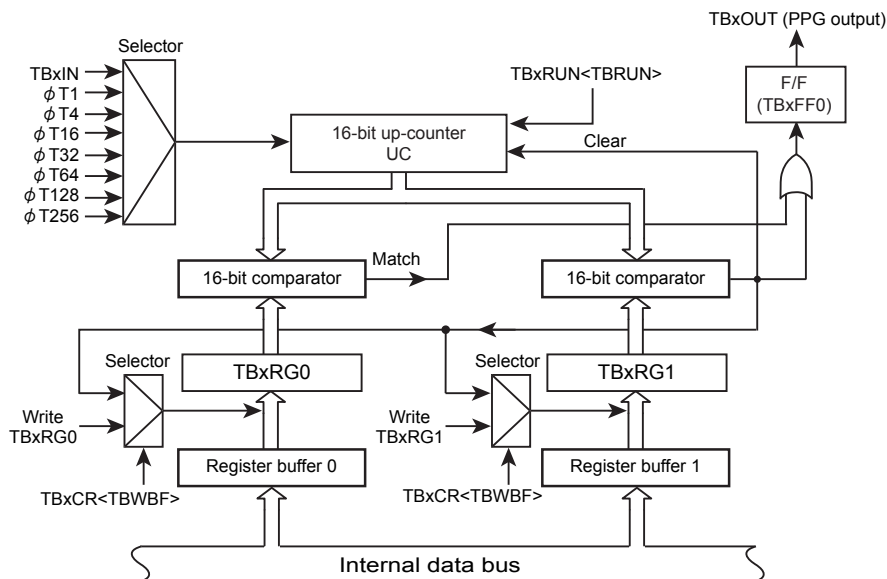 TBxOUT (PPG output)
Selector
TBxIN
φT1
φT4
φT16
φT32
φT64
φT128
φT256
TBxRUN<TBRUN>
F/F
(TBxFF0)
16-bit up-counter
UC
Clear
16-bit comparator
Match
16-bit comparator
Selector
TBxRG0
Selector
TBxRG1
Write
TBxRG0
Write
TBxRG1
Register buffer 0
Register buffer 1
TBxCR<TBWBF>
TBxCR<TBWBF>
Internal data bus